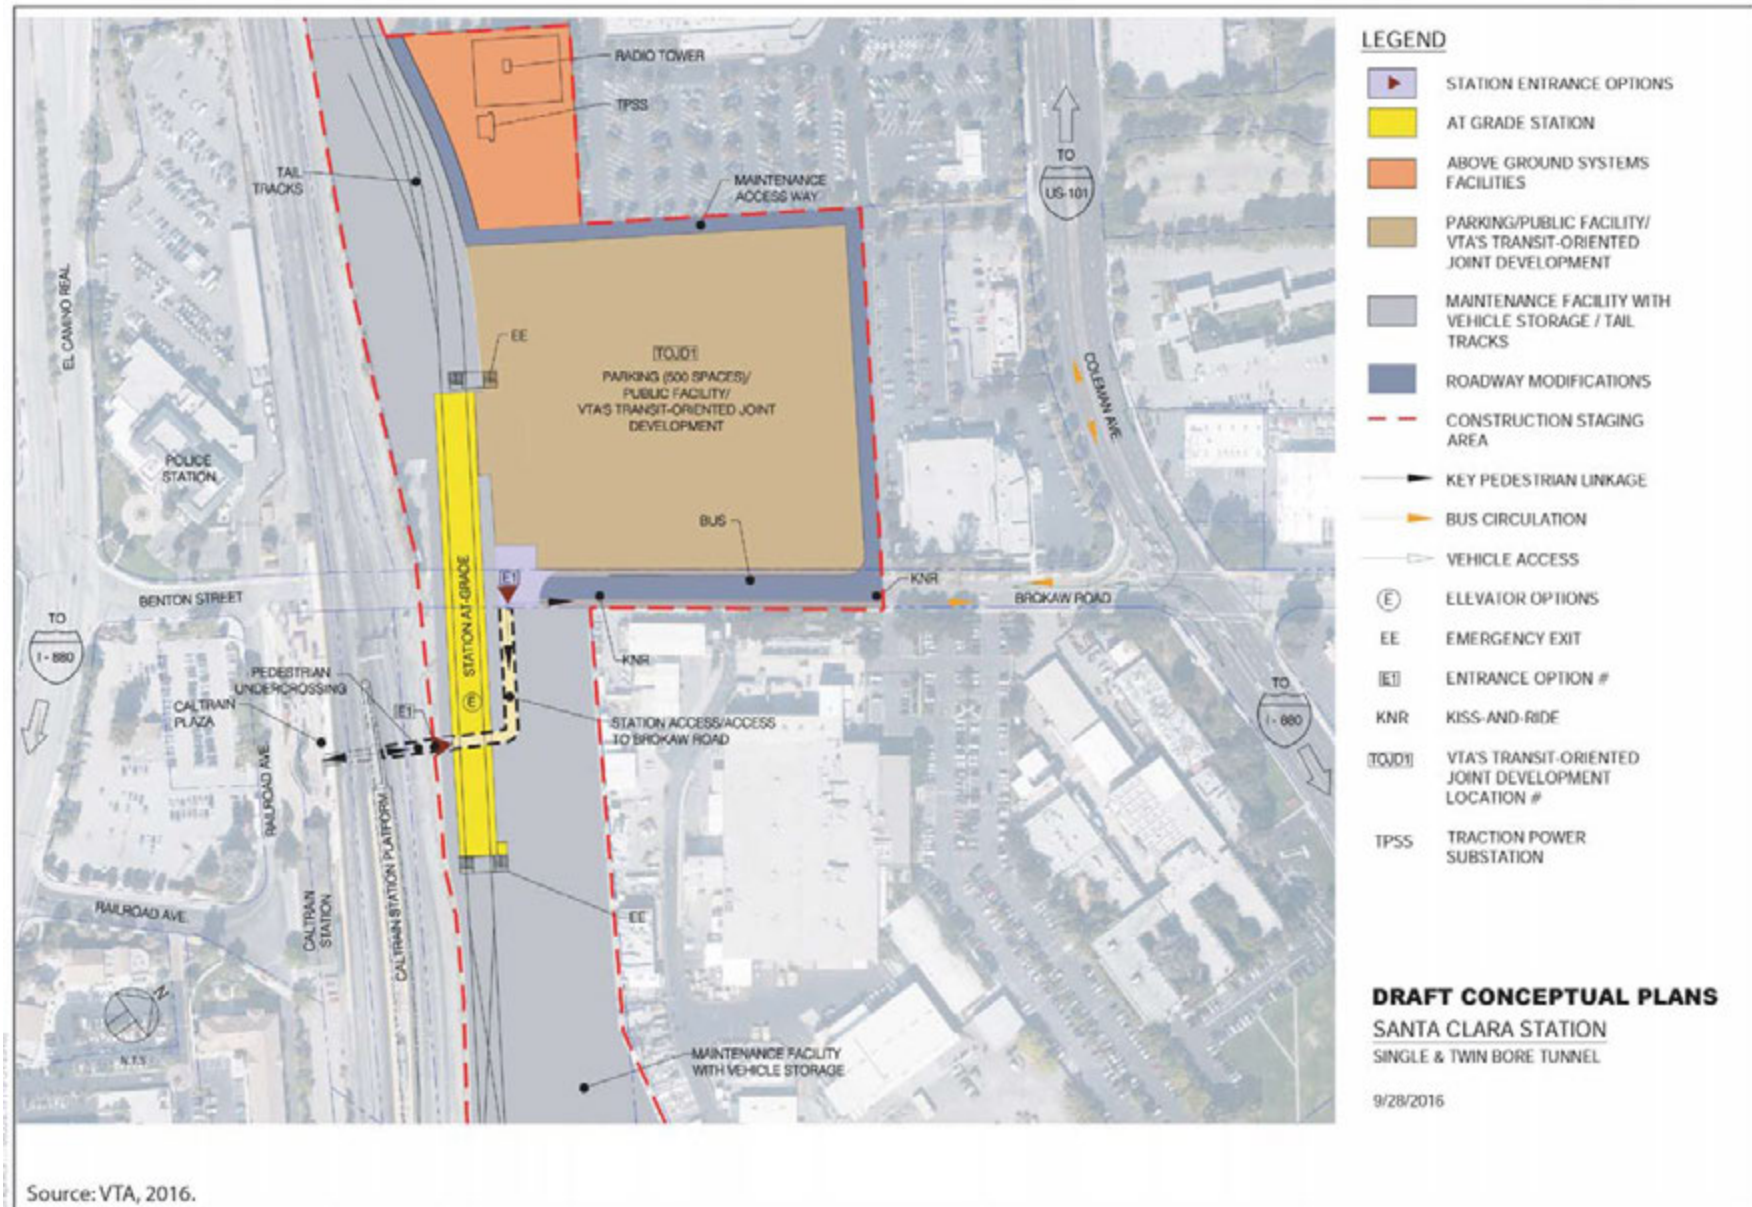 RADIO TOWER
TPSS
TAIL
TRACKS
MAINTENANCE
ACCESS WAY
TO
US-101
EL CAMINO REAL
EE
TOJD1
PARKING (500 SPACES)/
PUBLIC FACILITY/
VTA'S TRANSIT-ORIENTED JOINT
DEVELOPMENT
COLEMAN AVE.
POLICE
STATION
BUS
STATION AT-GRADE
E1
KNR
BENTON STREET
BROKAW ROAD
TO
I - 880
KNR
PEDESTRIAN
UNDERCROSSING
CALTRAIN
PLAZA
E1
E
STATION ACCESS/ACCESS
TO BROKAW ROAD
TO
I - 880
RAILROAD AVE.
CALTRAIN STATION PLATFORM
RAILROAD AVE.
CALTRAIN
STATION
EE
N
N.T.S
MAINTENANCE FACILITY
WITH VEHICLE STORAGE
LEGEND
STATION ENTRANCE OPTIONS
AT GRADE STATION
ABOVE GROUND SYSTEMS
FACILITIES
PARKING/PUBLIC FACILITY/
VTA'S TRANSIT-ORIENTED
JOINT DEVELOPMENT
MAINTENANCE FACILITY WITH
VEHICLE STORAGE / TAIL
TRACKS
ROADWAY MODIFICATIONS
CONSTRUCTION STAGING
AREA
KEY PEDESTRIAN LINKAGE
BUS CIRCULATION
VEHICLE ACCESS
E ELEVATOR OPTIONS
EE EMERGENCY EXIT
E1 ENTRANCE OPTION #
KNR KISS-AND-RIDE
TOJD1 VTA'S TRANSIT-ORIENTED
JOINT DEVELOPMENT
LOCATION #
TPSS TRACTION POWER
SUBSTATION
DRAFT CONCEPTUAL PLANS
SANTA CLARA STATION
SINGLE & TWIN BORE TUNNEL
9/28/2016
Source: VTA, 2016.